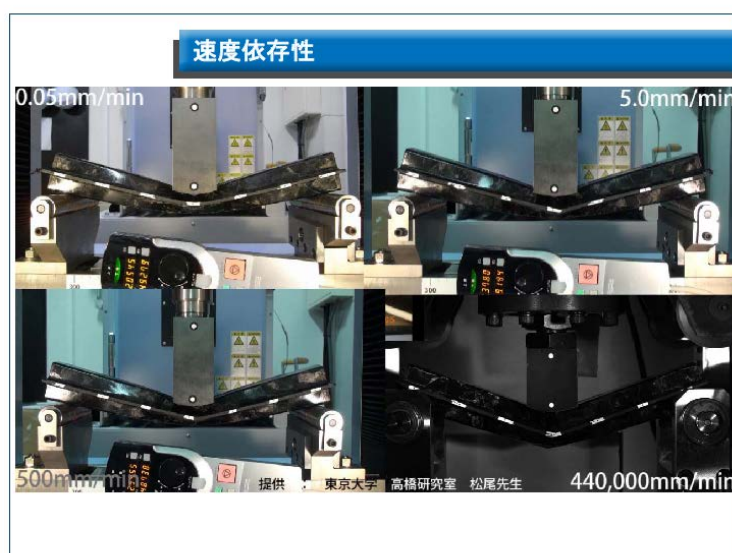 速度依存性
0.05mm/min
5.0mm/min
500mm/min
440,000mm/min
提供 : 東京大学 高橋研究室 松尾先生